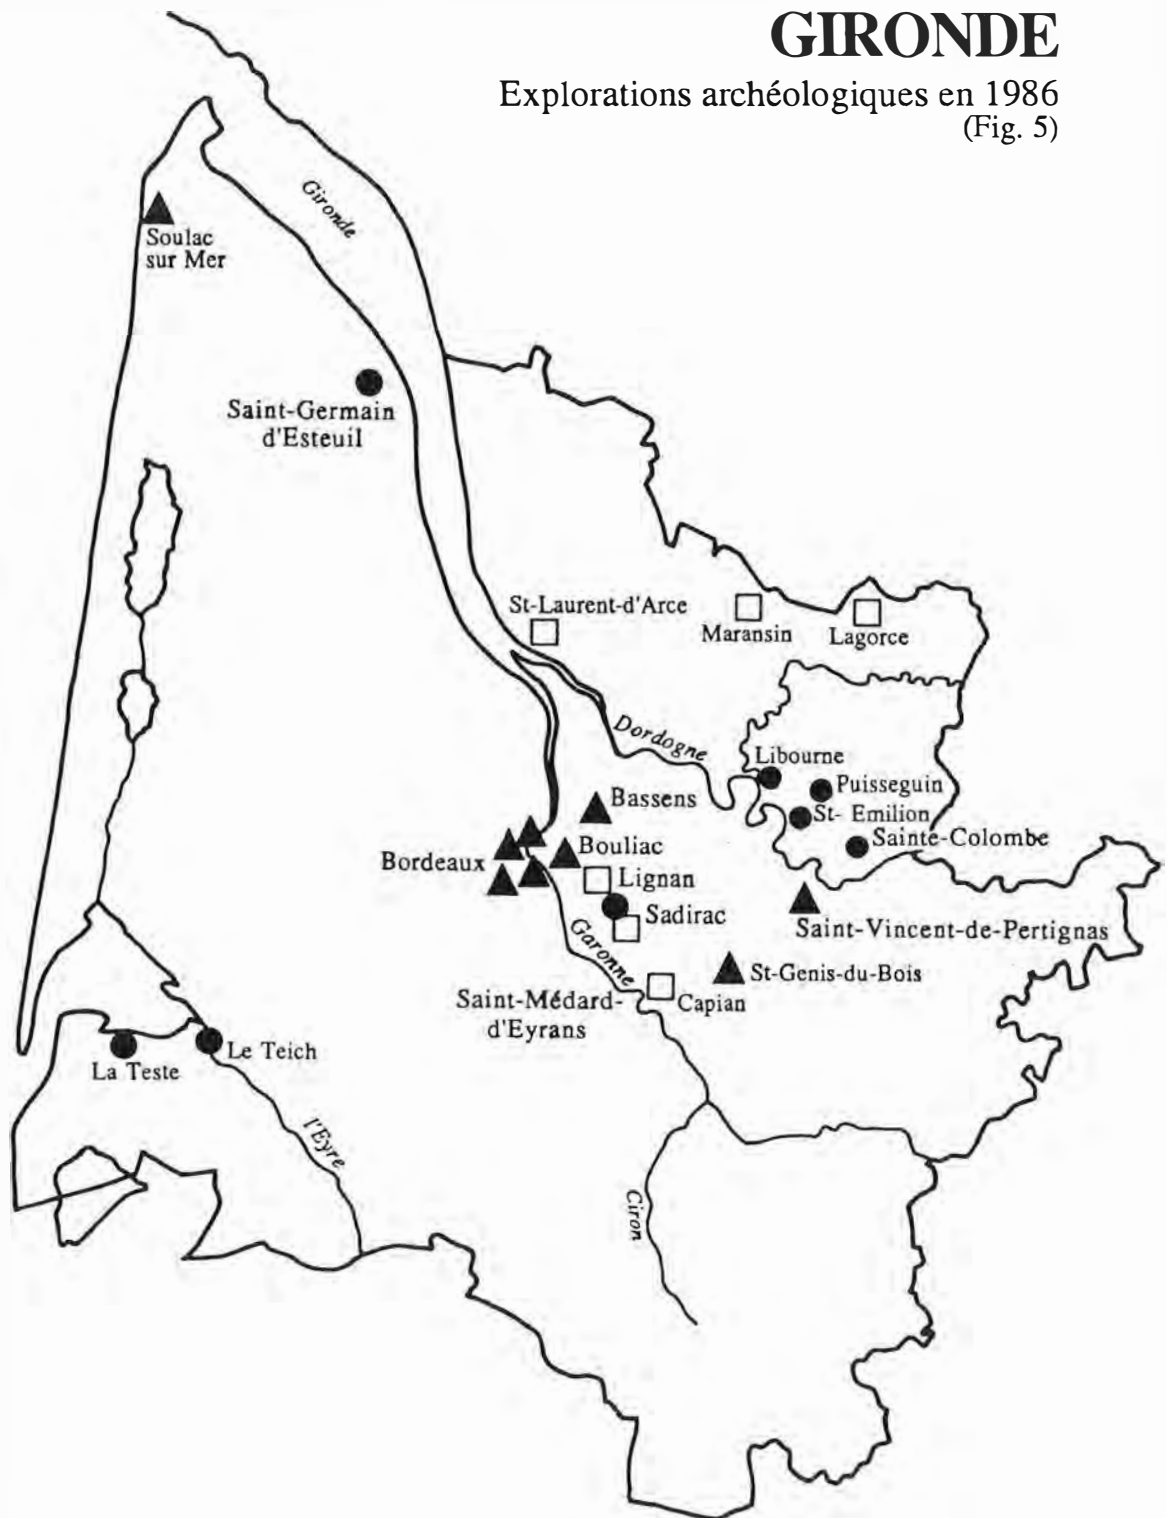 GIRONDE
Explorations archéologiques en 1986
(Fig. 5)
Gironde
Soulac
sur Mer
Saint-Germain
d'Esteuil
St-Laurent-d'Arce
Maransin
Lagorce
Dordogne
Libourne
Puisseguin
St- Emilion
Sainte-Colombe
Bassens
Bordeaux
Bouliac
Lignan
Sadirac
Saint-Vincent-de-Pertignas
Garonne
St-Genis-du-Bois
Saint-Médard-
d'Eyrans
Capian
La Teste
Le Teich
l'Eyre
Ciron